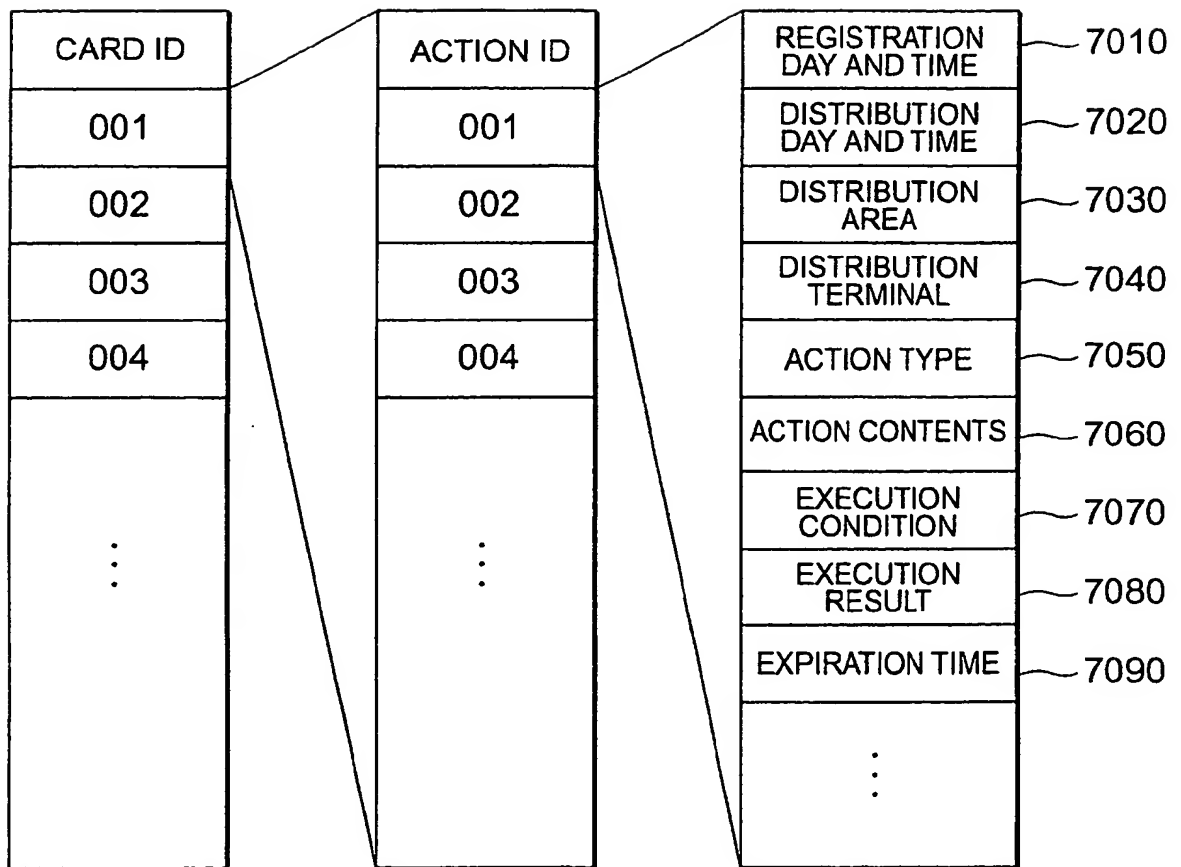 CARD ID
001
002
003
004
ACTION ID
001
002
003
004
REGISTRATION
DAY AND TIME
7010
DISTRIBUTION
DAY AND TIME
7020
DISTRIBUTION
AREA
7030
DISTRIBUTION
TERMINAL
7040
ACTION TYPE
7050
ACTION CONTENTS
7060
EXECUTION
CONDITION
7070
EXECUTION
RESULT
7080
EXPIRATION TIME
7090